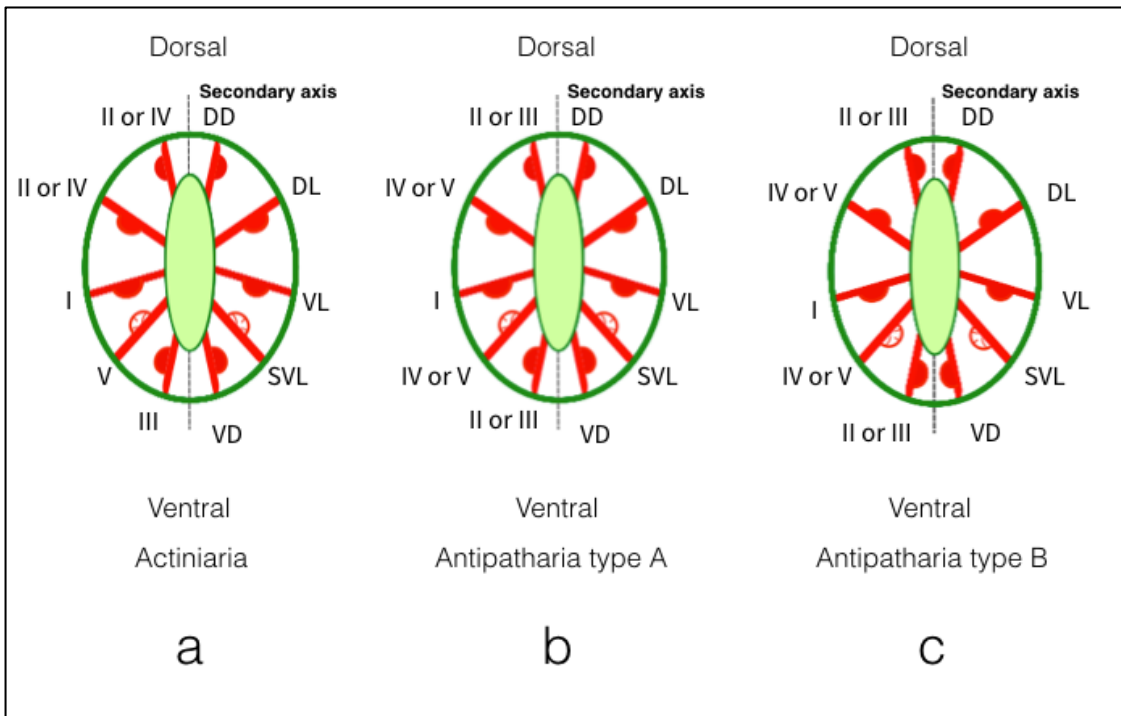 Dorsal
Secondary axis
II or IV
DD
II or IV
DL
I
VL
V
SVL
III
VD
Ventral
Actiniaria
a
Dorsal
Secondary axis
II or III
DD
IV or V
DL
I
VL
IV or V
SVL
II or III
VD
Ventral
Antipatharia type A
b
Dorsal
Secondary axis
II or III
DD
IV or V
DL
I
VL
IV or V
SVL
II or III
VD
Ventral
Antipatharia type B
c